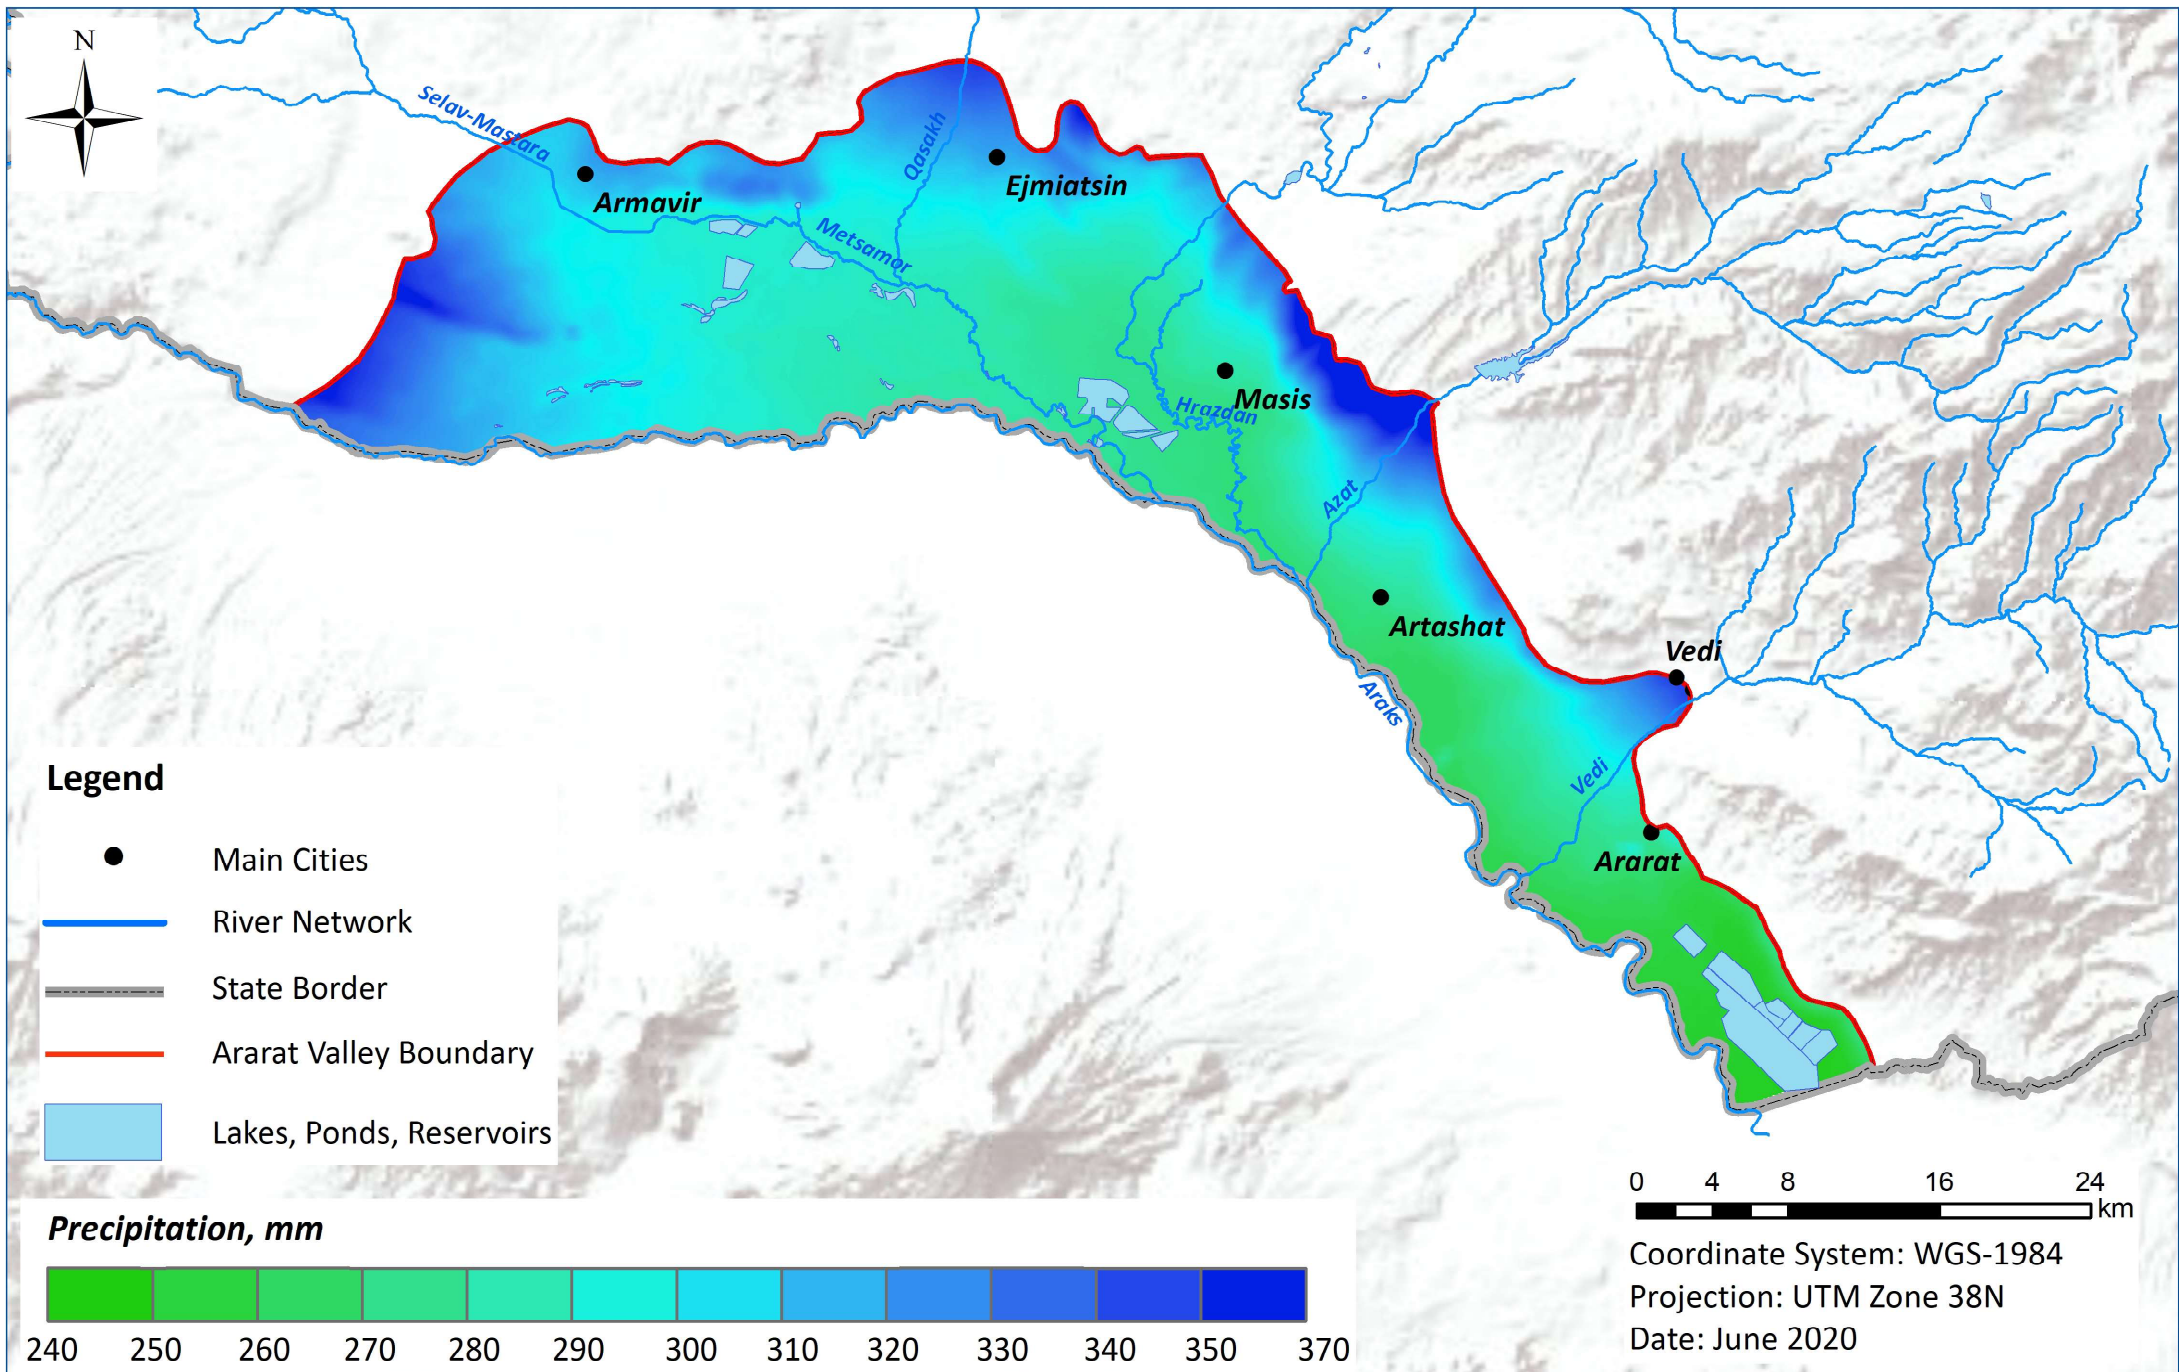 N
Selav-Mastara
Qasakh
Armavir
Ejmiatsin
Metsamor
Masis
Hrazdan
Azat
Artashat
Vedi
Araks
Vedi
Ararat
Legend
Main Cities
River Network
State Border
Ararat Valley Boundary
Lakes, Ponds, Reservoirs
Precipitation, mm
240 250 260 270 280 290 300 310 320 330 340 350 370
0 4 8 16 24
km
Coordinate System: WGS-1984
Projection: UTM Zone 38N
Date: June 2020